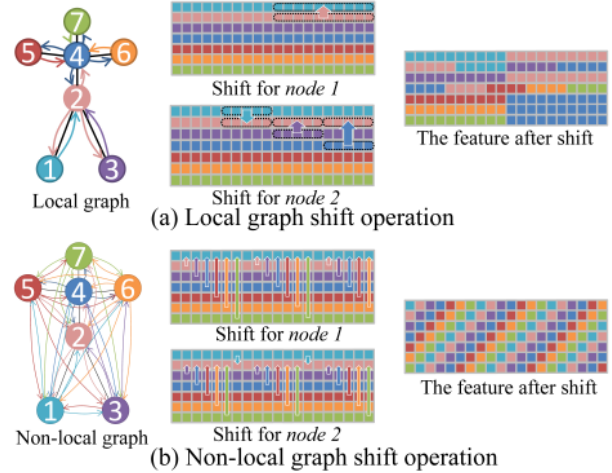 7
5 4 6
2
1 3
Local graph
Shift for node 1
Shift for node 2
The feature after shift
(a) Local graph shift operation
7
5 4 6
2
1 3
Non-local graph
Shift for node 1
Shift for node 2
The feature after shift
(b) Non-local graph shift operation